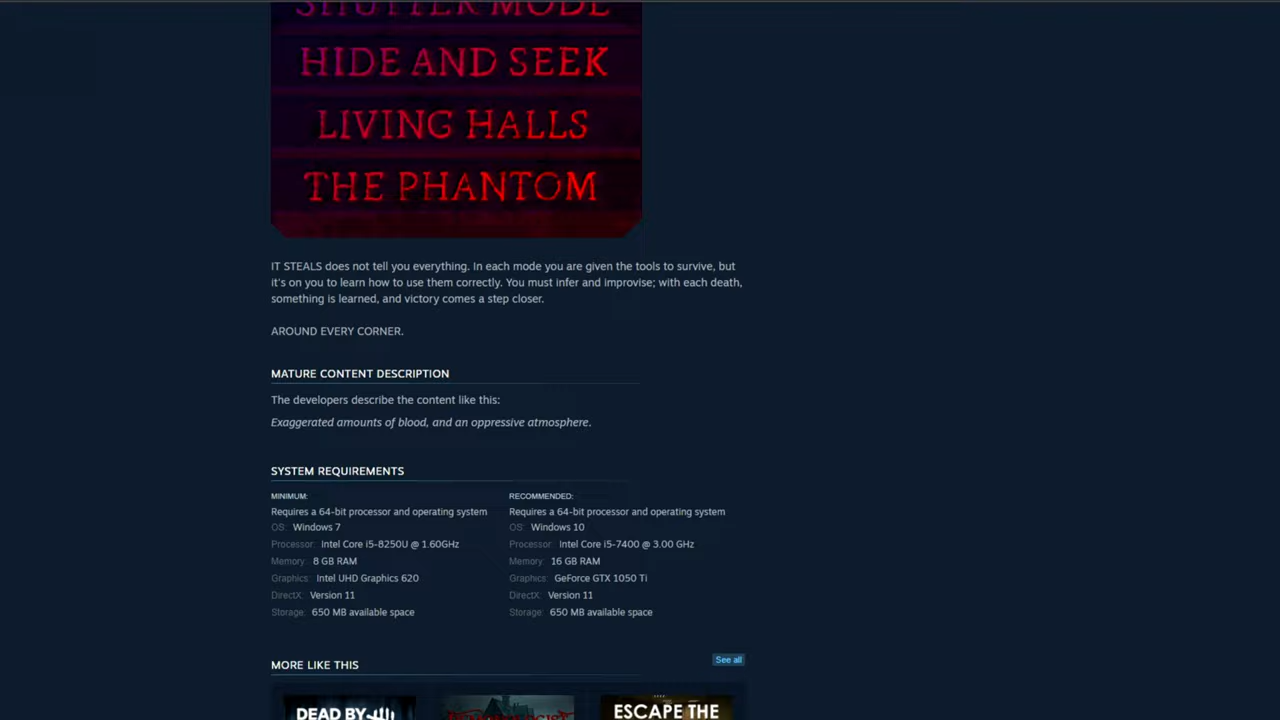 SHUTTER MODE
HIDE AND SEEK
LIVING HALLS
THE PHANTOM
IT STEALS does not tell you everything. In each mode you are given the tools to survive, but
it's on you to learn how to use them correctly. You must infer and improvise; with each death,
something is learned, and victory comes a step closer.
AROUND EVERY CORNER.
MATURE CONTENT DESCRIPTION
The developers describe the content like this:
Exaggerated amounts of blood, and an oppressive atmosphere.
SYSTEM REQUIREMENTS
MINIMUM:
Requires a 64-bit processor and operating system
OS: Windows 7
Processor: Intel Core i5-8250U @ 1.60GHz
Memory: 8 GB RAM
Graphics: Intel UHD Graphics 620
DirectX: Version 11
Storage: 650 MB available space
RECOMMENDED:
Requires a 64-bit processor and operating system
OS: Windows 10
Processor: Intel Core i5-7400 @ 3.00 GHz
Memory: 16 GB RAM
Graphics: GeForce GTX 1050 Ti
DirectX: Version 11
Storage: 650 MB available space
MORE LIKE THIS
See all
DEAD BY
ESCAPE THE